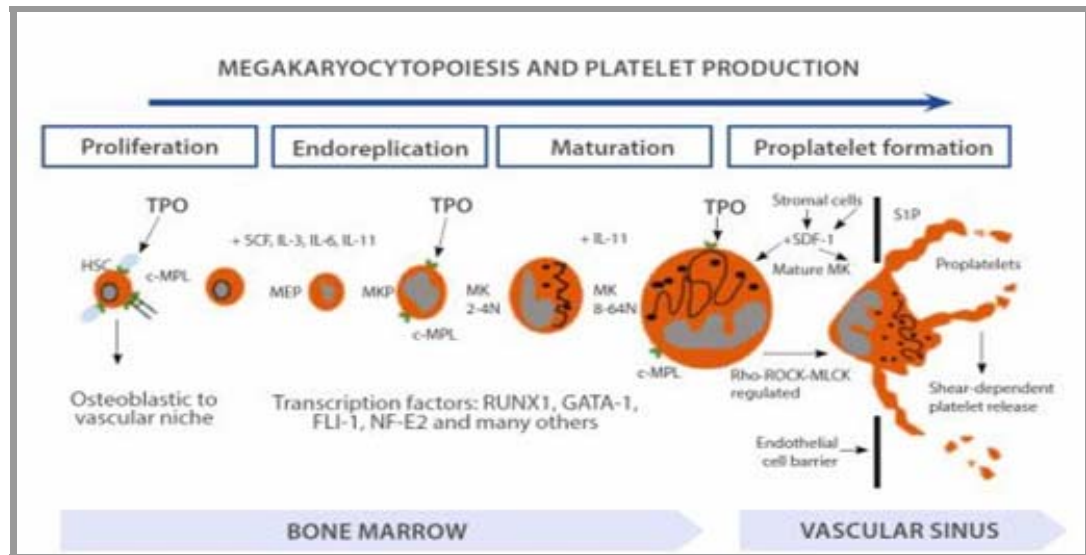 MEGAKARYOCYTOPOIESIS AND PLATELET PRODUCTION
Proliferation
Endoreplication
Maturation
Proplatelet formation
TPO
TPO
TPO
Stromal cells
S1P
+ SCF, IL-3, IL-6, IL-11
+ IL-11
+SDF-1
HSC
c-MPL
Mature MK
Proplatelets
MEP
MKP
MK
2-4N
MK
8-64N
c-MPL
c-MPL
Rho-ROCK-MLCK
regulated
Shear-dependent
platelet release
Osteoblastic to
vascular niche
Transcription factors: RUNX1, GATA-1,
FLI-1, NF-E2 and many others
Endothelial
cell barrier
BONE MARROW
VASCULAR SINUS